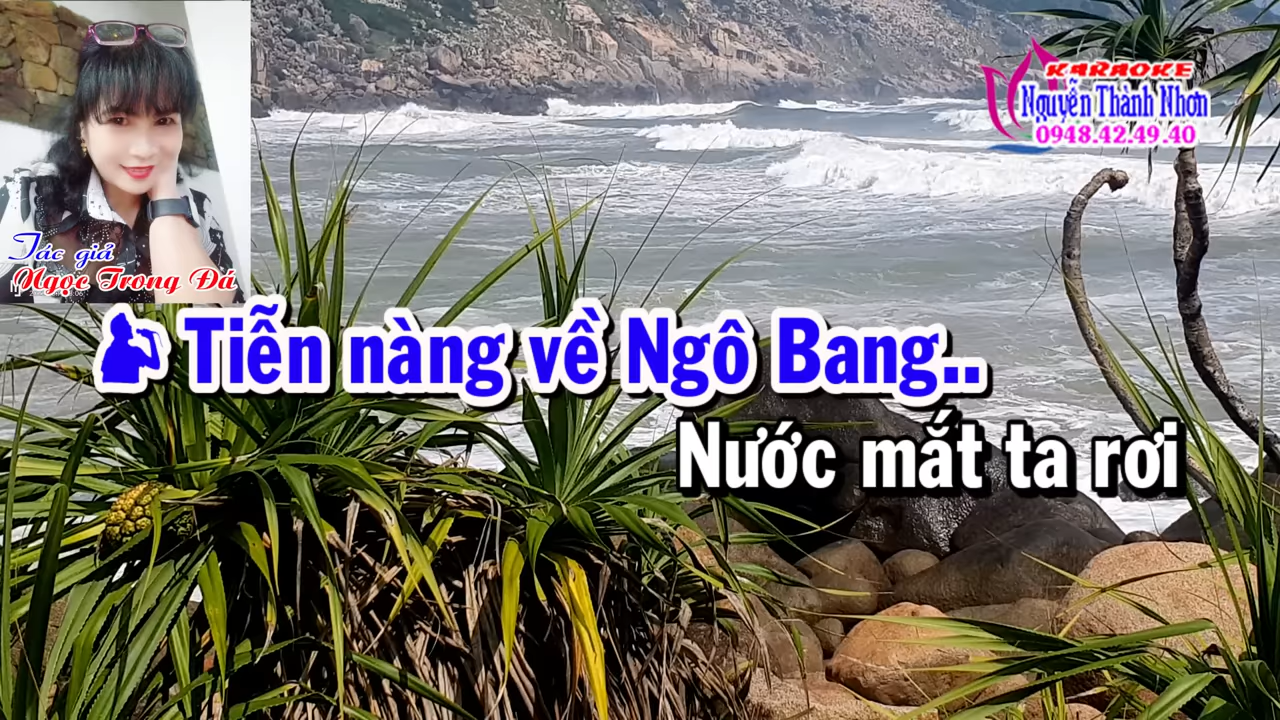 KARAOKE
Nguyễn Thành Nhơn
0948.42.49.40
Tác giả
Ngọc Trong Đá
Tiễn nàng về Ngô Bang..
Nước mắt ta rơi